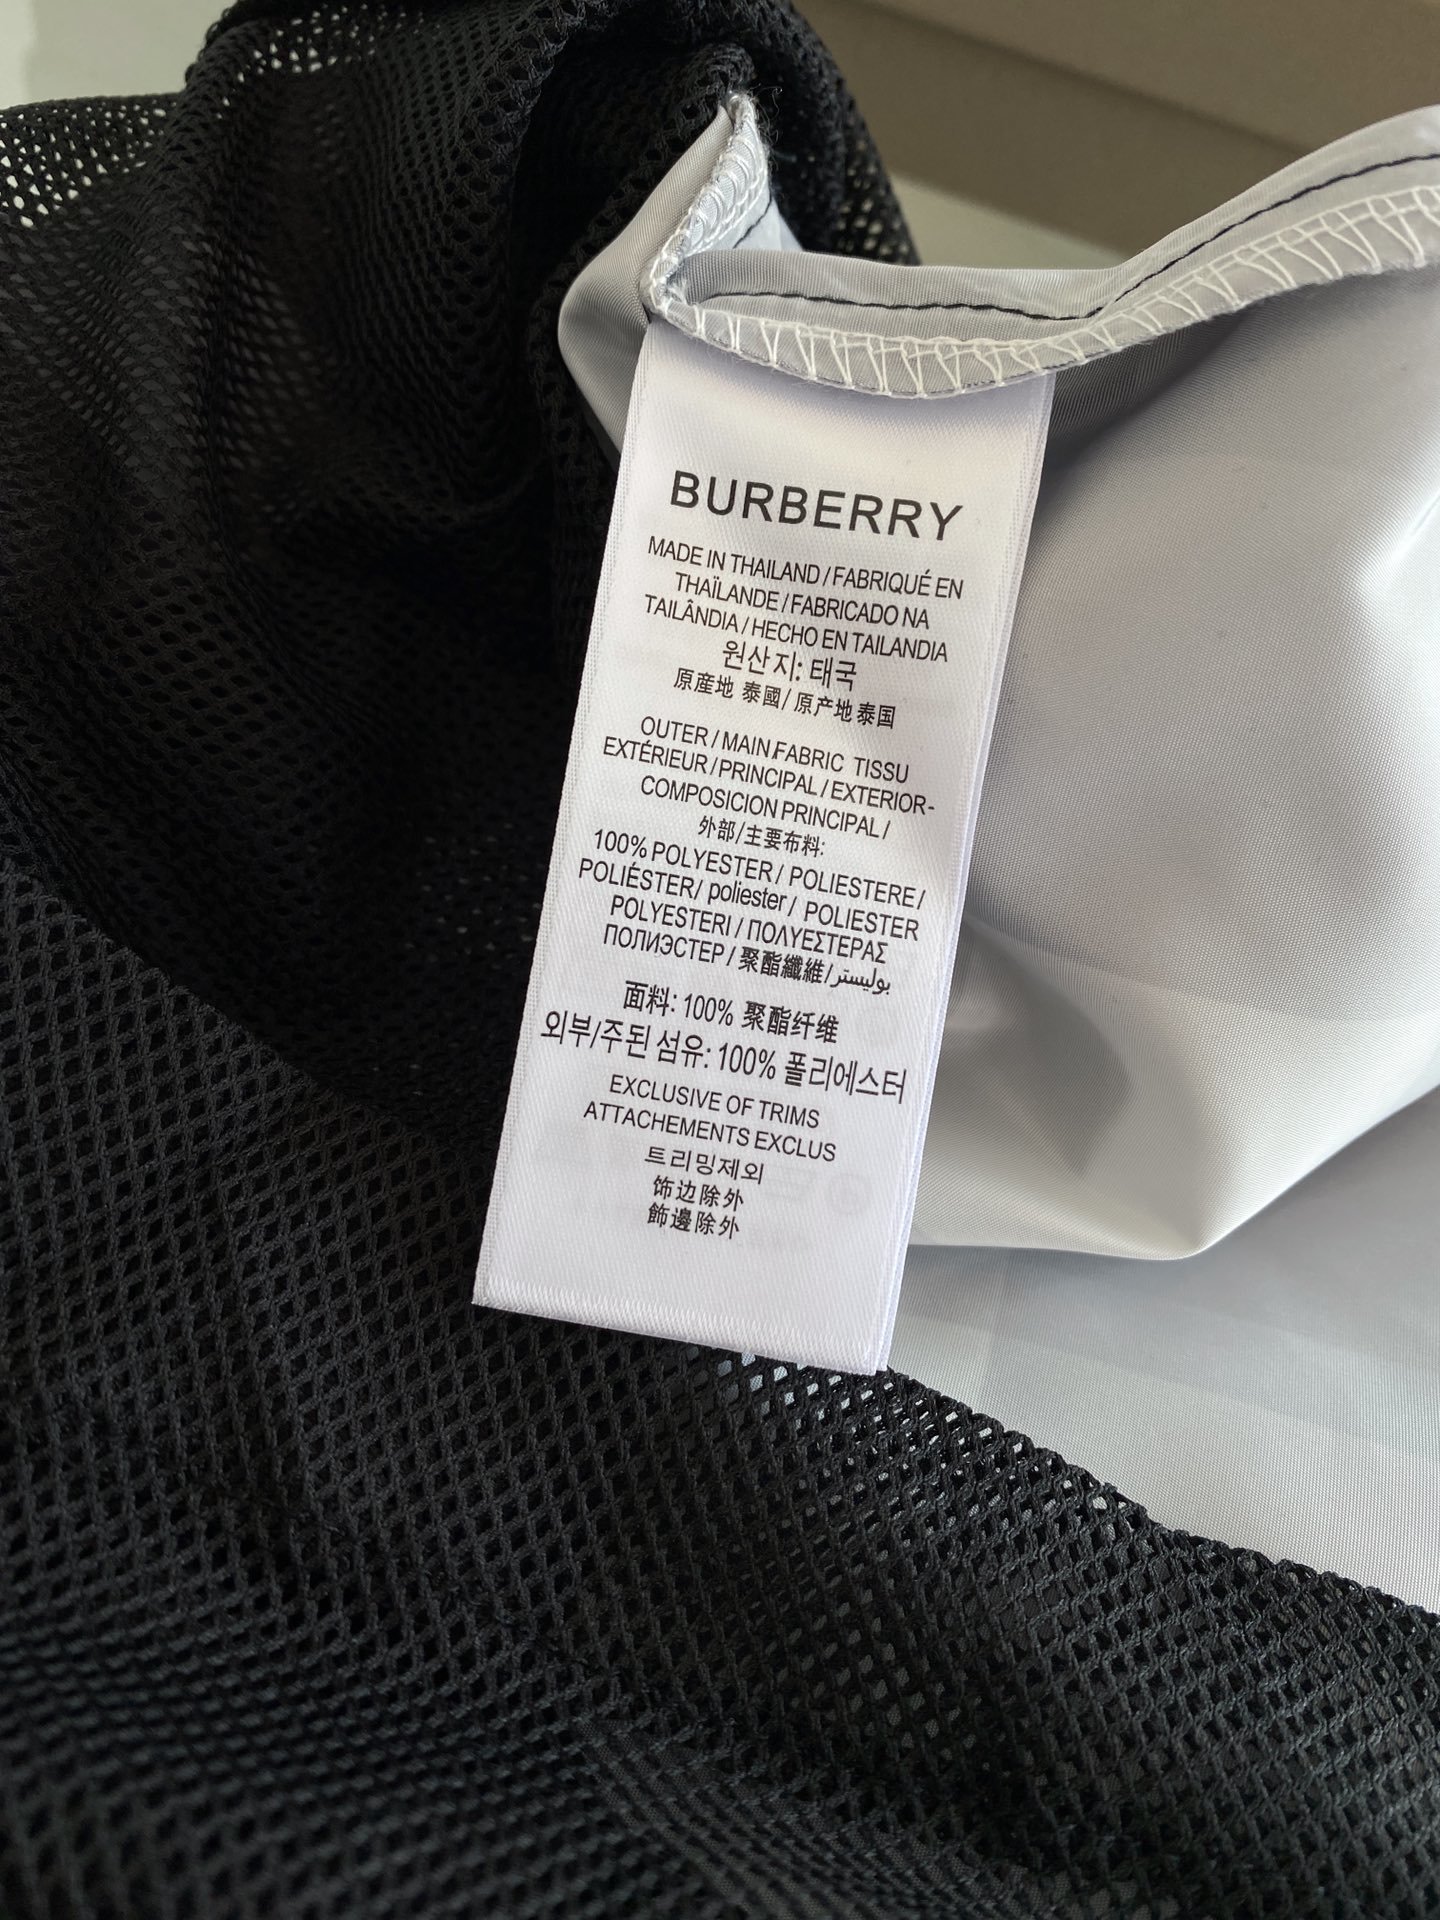 BURBERRY
MADE IN THAILAND / FABRIQUÉ EN
THAÏLANDE / FABRICADO NA
TAILÂNDIA / HECHO EN TAILANDIA
원산지: 태국
原産地 泰國/ 原产地 泰国
OUTER / MAIN FABRIC TISSU
EXTÉRIEUR / PRINCIPAL / EXTERIOR-
COMPOSICION PRINCIPAL /
外部/主要布料:
100% POLYESTER / POLIESTERE /
POLIÉSTER/ poliester / POLIESTER
POLYESTERI / ΠΟΛΥΕΣΤΕΡΑΣ
ПОЛИЭСТЕР / 聚酯纖維/بوليستر
面料: 100% 聚酯纤维
외부/주된 섬유: 100% 폴리에스터
EXCLUSIVE OF TRIMS
ATTACHEMENTS EXCLUS
트리밍제외
饰边除外
飾邊除外